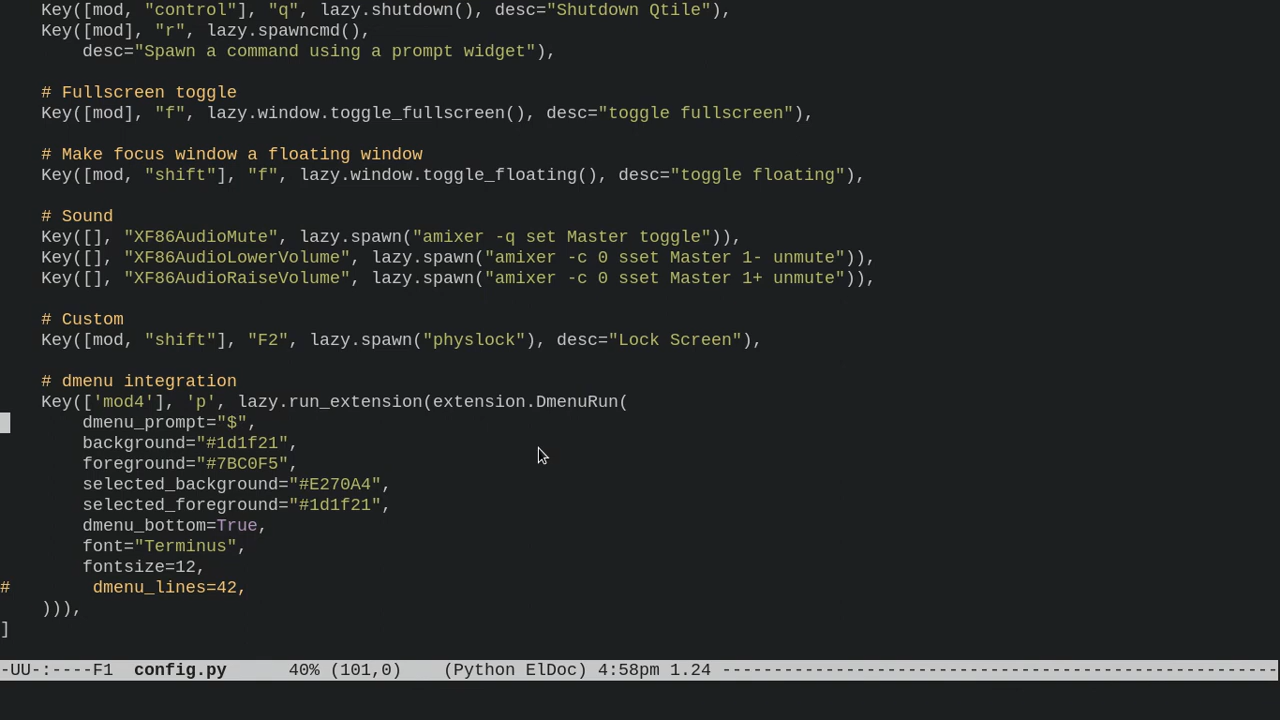 Key([mod, "control"], "q", lazy.shutdown(), desc="Shutdown Qtile"),
Key([mod], "r", lazy.spawncmd(),
desc="Spawn a command using a prompt widget"),
# Fullscreen toggle
Key([mod], "f", lazy.window.toggle_fullscreen(), desc="toggle fullscreen"),
# Make focus window a floating window
Key([mod, "shift"], "f", lazy.window.toggle_floating(), desc="toggle floating"),
# Sound
Key([], "XF86AudioMute", lazy.spawn("amixer -q set Master toggle")),
Key([], "XF86AudioLowerVolume", lazy.spawn("amixer -c 0 sset Master 1- unmute")),
Key([], "XF86AudioRaiseVolume", lazy.spawn("amixer -c 0 sset Master 1+ unmute")),
# Custom
Key([mod, "shift"], "F2", lazy.spawn("physlock"), desc="Lock Screen"),
# dmenu integration
Key(['mod4'], 'p', lazy.run_extension(extension.DmenuRun(
dmenu_prompt="$",
background="#1d1f21",
foreground="#7BC0F5",
selected_background="#E270A4",
selected_foreground="#1d1f21",
dmenu_bottom=True,
font="Terminus",
fontsize=12,
#        dmenu_lines=42,
))),
]
-UU-:----F1  config.py      40% (101,0)    (Python ElDoc) 4:58pm 1.24 ------------------------------------------------------